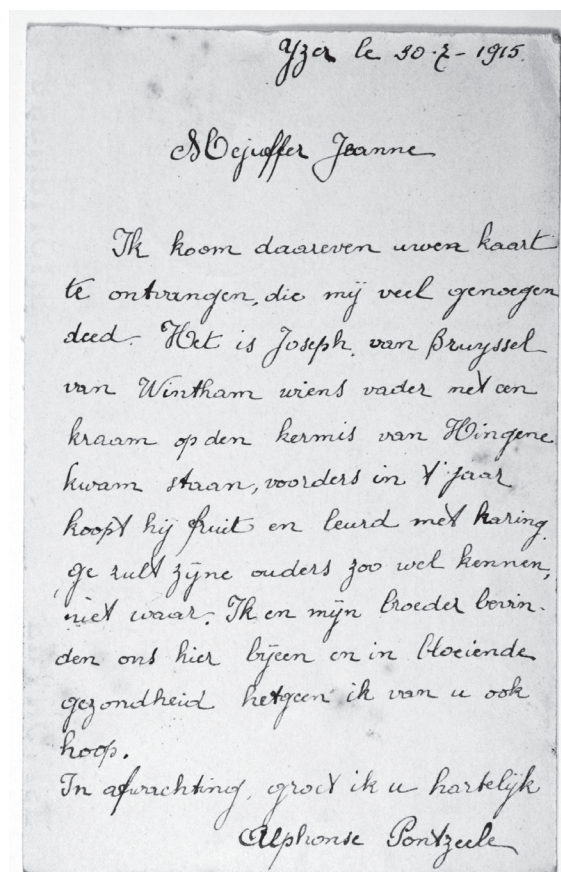 Yzer le 30-7-1915.
Mejuffer Jeanne
Ik koom daareven uwen kaart
te ontvangen, die mij veel genoegen
deed. Het is Joseph van Bruyssel
van Wintham wiens vader met een
kraam op den kermis van Hingene
kwam staan, voorders in 't jaar
koopt hij fruit en leurd met haring.
ge zult zijne ouders zoo wel kennen,
niet waar. Ik en mijn broeder bevin-
den ons hier bijeen en in bloeiende
gezondheid hetgeen ik van u ook
hoop.
In afwachting, groet ik u hartelijk
Alphonse Pontzeele